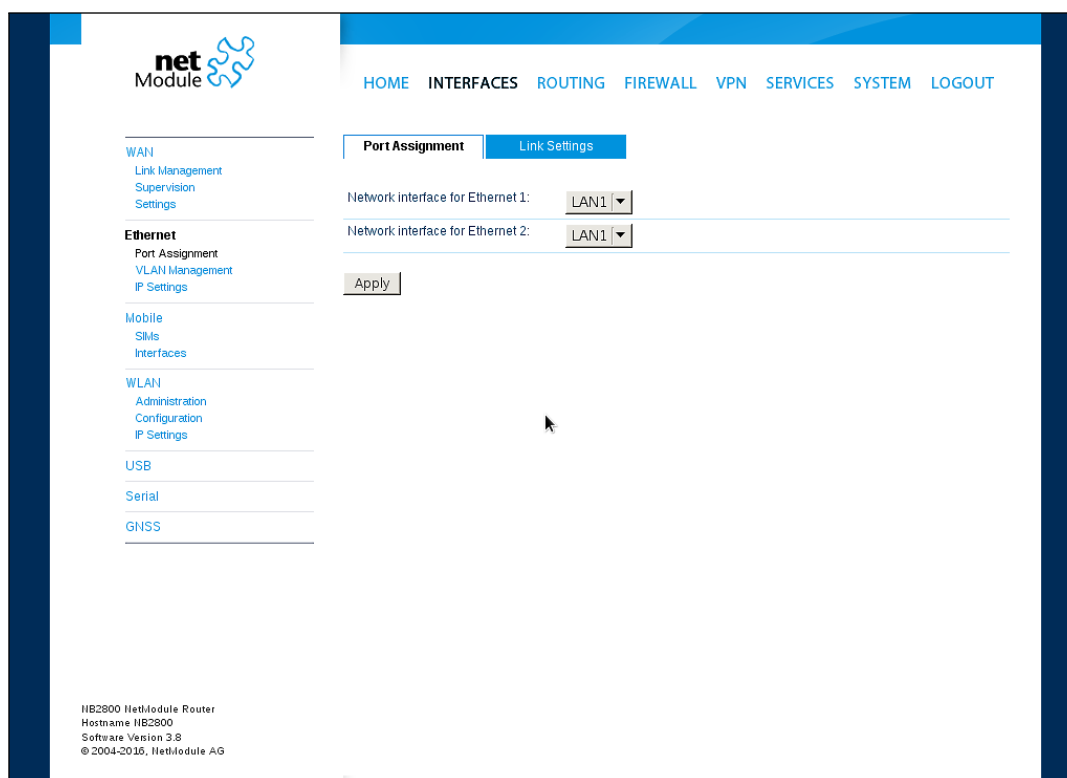 net
Module
HOME INTERFACES ROUTING FIREWALL VPN SERVICES SYSTEM LOGOUT
WAN
Link Management
Supervision
Settings
Ethernet
Port Assignment
VLAN Management
IP Settings
Mobile
SIMs
Interfaces
WLAN
Administration
Configuration
IP Settings
USB
Serial
GNSS
Port Assignment Link Settings
Network interface for Ethernet 1: LAN1
Network interface for Ethernet 2: LAN1
Apply
NB2800 NetModule Router
Hostname NB2800
Software Version 3.8
© 2004-2016, NetModule AG